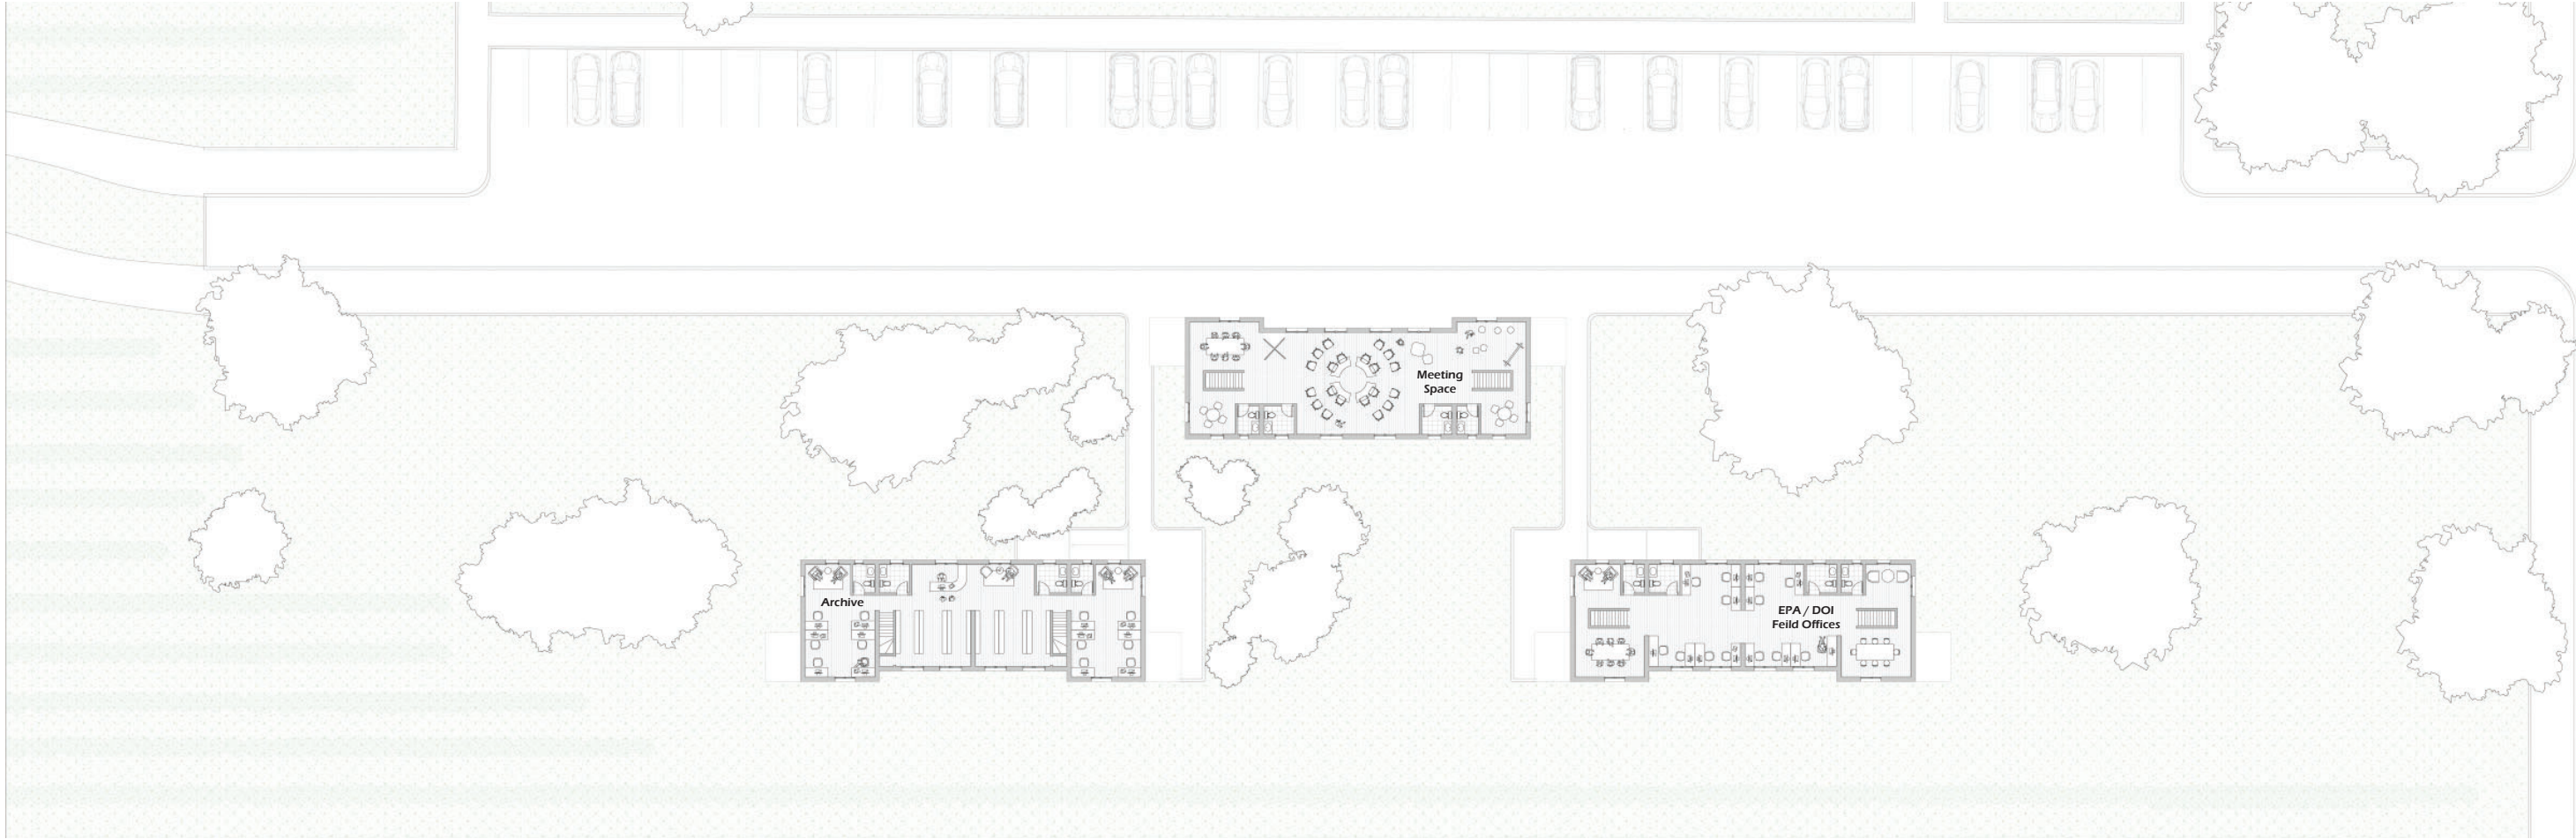 Meeting
Space
Archive
EPA / DOI
Feild Offices